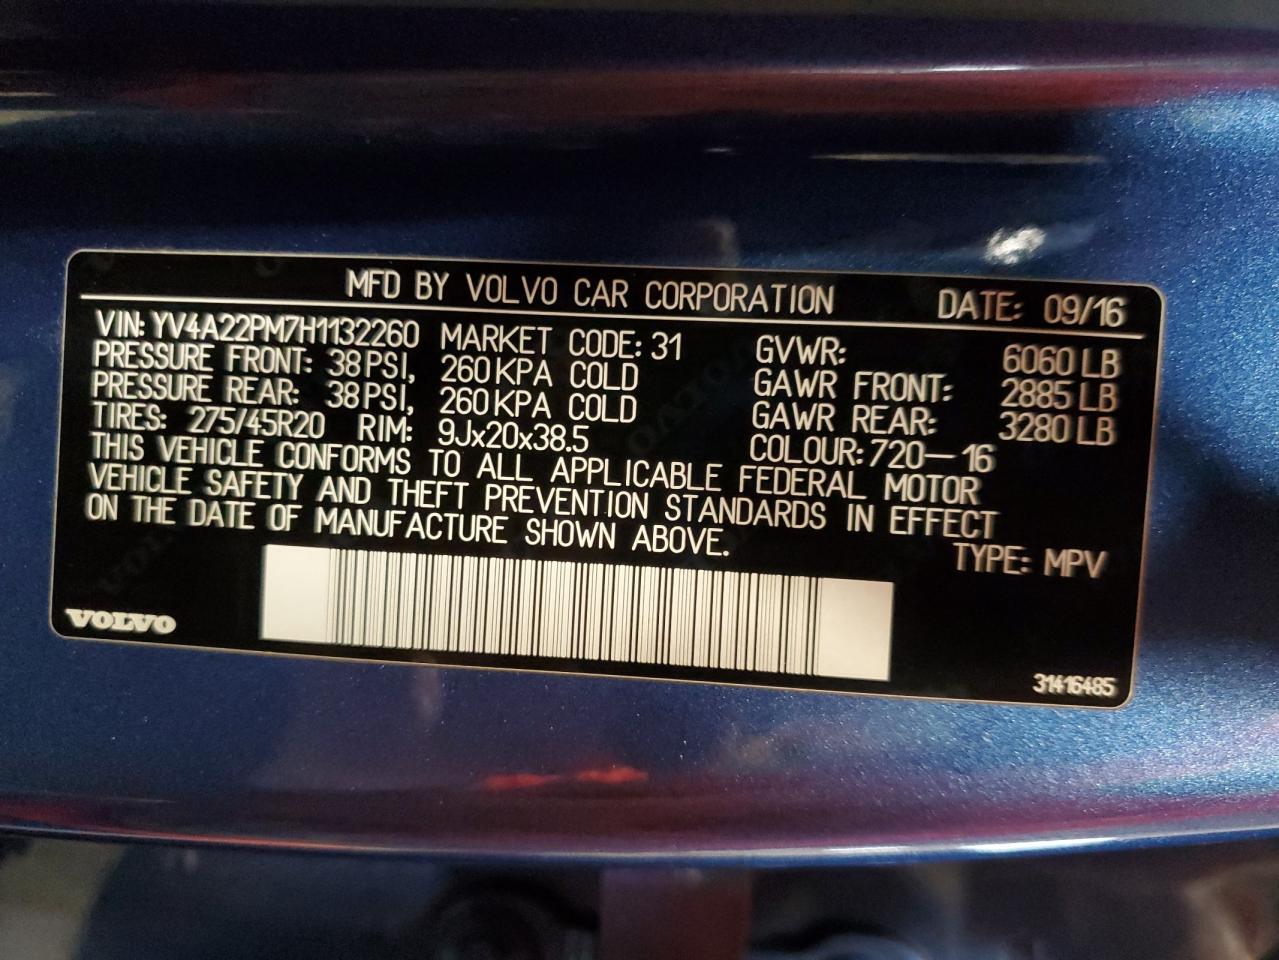 MFD BY VOLVO CAR CORPORATION DATE: 09/16
VIN: YV4A22PM7H1132260 MARKET CODE: 31 GVWR: 6060 LB
PRESSURE FRONT: 38 PSI, 260 KPA COLD GAWR FRONT: 2885 LB
PRESSURE REAR: 38 PSI, 260 KPA COLD GAWR REAR: 3280 LB
TIRES: 275/45R20 RIM: 9Jx20x38.5 COLOUR: 720—16
THIS VEHICLE CONFORMS TO ALL APPLICABLE FEDERAL MOTOR
VEHICLE SAFETY AND THEFT PREVENTION STANDARDS IN EFFECT
ON THE DATE OF MANUFACTURE SHOWN ABOVE.
TYPE: MPV
VOLVO
31416485